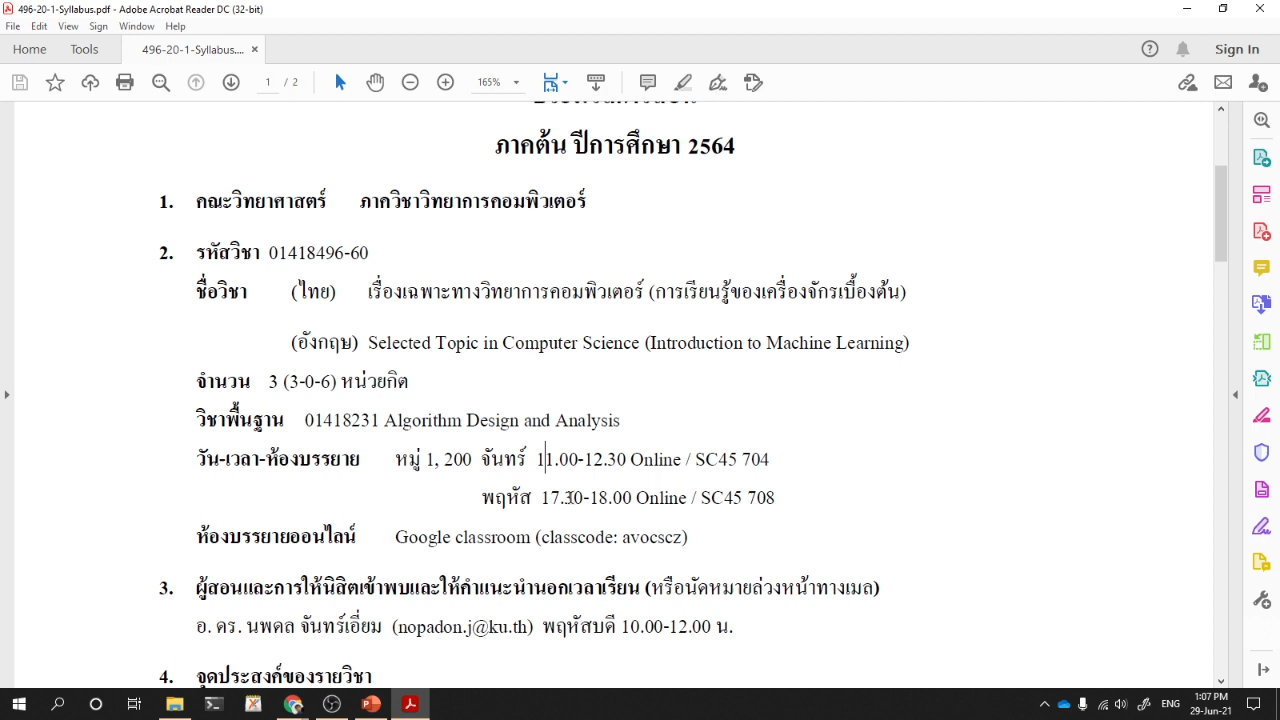 496-20-1-Syllabus.pdf - Adobe Acrobat Reader DC (32-bit)
File Edit View Sign Window Help
Home Tools 496-20-1-Syllabus.... × Sign In
1 / 2 165%
ภาคต้น ปีการศึกษา 2564
1. คณะวิทยาศาสตร์ ภาควิชาวิทยาการคอมพิวเตอร์
2. รหัสวิชา 01418496-60
ชื่อวิชา (ไทย) เรื่องเฉพาะทางวิทยาการคอมพิวเตอร์ (การเรียนรู้ของเครื่องจักรเบื้องต้น)
(อังกฤษ) Selected Topic in Computer Science (Introduction to Machine Learning)
จำนวน 3 (3-0-6) หน่วยกิต
วิชาพื้นฐาน 01418231 Algorithm Design and Analysis
วัน-เวลา-ห้องบรรยาย หมู่ 1, 200 จันทร์ 11.00-12.30 Online / SC45 704
พฤหัส 17.30-18.00 Online / SC45 708
ห้องบรรยายออนไลน์ Google classroom (classcode: avocscz)
3. ผู้สอนและการให้นิสิตเข้าพบและให้คำแนะนำนอกเวลาเรียน (หรือนัดหมายล่วงหน้าทางเมล)
อ. ดร. นพดล จันทร์เอี่ยม (nopadon.j@ku.th) พฤหัสบดี 10.00-12.00 น.
4. จุดประสงค์ของรายวิชา
ENG 1:07 PM
29-Jun-21